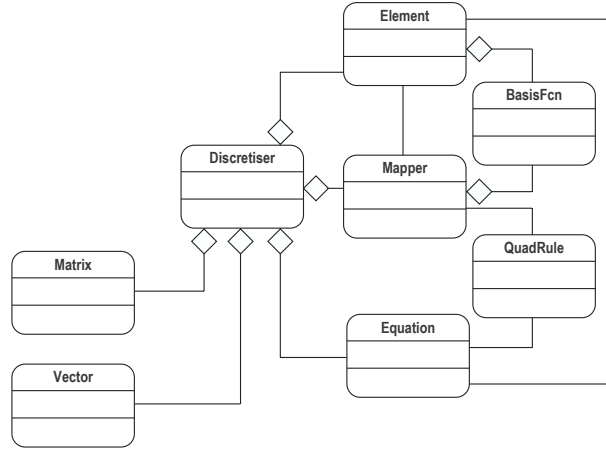 Element
BasisFcn
Discretiser
Mapper
QuadRule
Matrix
Equation
Vector